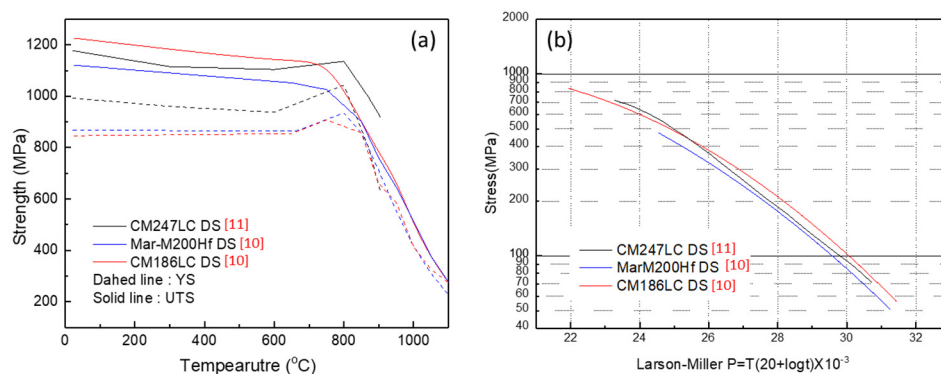 (a)
Strength (MPa)
1200
1000
800
600
400
200
CM247LC DS [11]
Mar-M200Hf DS [10]
CM186LC DS [10]
Dahed line : YS
Solid line : UTS
0 200 400 600 800 1000
Tempearutre (°C)
(b)
Stress(MPa)
2000
1000
800
700
600
500
400
300
200
100
80
70
60
50
40
CM247LC DS [11]
MarM200Hf DS [10]
CM186LC DS [10]
22 24 26 28 30 32
Larson-Miller P=T(20+logt)X10⁻³